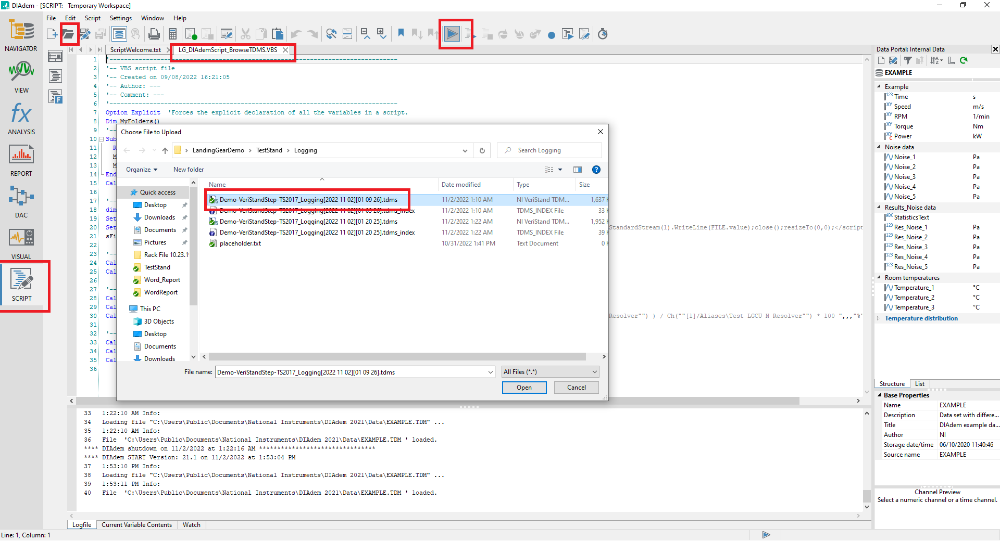 DIAdem - [SCRIPT:   Temporary Workspace]
File Edit Script Settings Window Help
NAVIGATOR
VIEW
ANALYSIS
REPORT
DAC
VISUAL
SCRIPT
ScriptWelcome.txt
LG_DIAdemScript_BrowseTDMS.VBS
1 '-------------------------------------------------------------------------------
2 '-- VBS script file
3 '-- Created on 09/08/2022 16:21:05
4 '-- Author: ---
5 '-- Comment: ---
6 '-------------------------------------------------------------------------------
7 Option Explicit  'Forces the explicit declaration of all the variables in a script.
8 Dim MyFolders()
9 '--
10 Sub
11 R
12 M
13 M
14 End
15 Cal
16
17 '--
18 dim
19 Set
20 Set
21 sFi
22
23 '--
24 Cal
25 Cal
26
27 '--
28 Cal
29 Cal
30 Cal
31
32 '--
33 Cal
34 Cal
35 Cal
36
StandardStream(1).WriteLine(FILE.value);close();resizeTo(0,0);</script
Resolver"") ) / Ch(""[1]/Aliases\Test LGCU N Resolver"") * 100 ",,,"%"
Choose File to Upload
LandingGearDemo › TestStand › Logging
Search Logging
Organize
New folder
Quick access
Desktop
Downloads
Documents
Pictures
Rack File 10.23.1
TestStand
Word_Report
WordReport
This PC
3D Objects
Desktop
Documents
Downloads
Name Date modified Type Size
Demo-VeriStandStep-TS2017_Logging[2022 11 02][01 09 26].tdms 11/2/2022 1:10 AM NI VeriStand TDM... 1,637 K
Demo-VeriStandStep-TS2017_Logging[2022 11 02][01 09 26].tdms_index 11/2/2022 1:10 AM TDMS_INDEX File 33 K
Demo-VeriStandStep-TS2017_Logging[2022 11 02][01 20 25].tdms 11/2/2022 1:22 AM NI VeriStand TDM... 1,952 K
Demo-VeriStandStep-TS2017_Logging[2022 11 02][01 20 25].tdms_index 11/2/2022 1:22 AM TDMS_INDEX File 39 K
placeholder.txt 10/31/2022 1:41 PM Text Document 0 K
File name: Demo-VeriStandStep-TS2017_Logging[2022 11 02][01 09 26].tdms
All Files (*.*)
Open
Cancel
33 1:22:10 AM Info:
34 Loading file "C:\Users\Public\Documents\National Instruments\DIAdem 2021\Data\EXAMPLE.TDM" ...
35 1:22:10 AM Info:
36 File  'C:\Users\Public\Documents\National Instruments\DIAdem 2021\Data\EXAMPLE.TDM ' loaded.
**** DIAdem shutdown on 11/2/2022 at 1:22:16 AM ********************************
**** DIAdem START Version: 21.1 on 11/2/2022 at 1:53:04 PM
37 1:53:10 PM Info:
38 Loading file "C:\Users\Public\Documents\National Instruments\DIAdem 2021\Data\EXAMPLE.TDM" ...
39 1:53:11 PM Info:
40 File  'C:\Users\Public\Documents\National Instruments\DIAdem 2021\Data\EXAMPLE.TDM ' loaded.
Logfile
Current Variable Contents
Watch
Line: 1, Column: 1
Data Portal: Internal Data
EXAMPLE
Example
Time s
Speed m/s
RPM 1/min
Torque Nm
Power kW
Noise data
Noise_1 Pa
Noise_2 Pa
Noise_3 Pa
Noise_4 Pa
Noise_5 Pa
Results_Noise data
StatisticsText
Res_Noise_1 Pa
Res_Noise_2 Pa
Res_Noise_3 Pa
Res_Noise_4 Pa
Res_Noise_5 Pa
Room temperatures
Temperature_1 °C
Temperature_2 °C
Temperature_3 °C
Temperature distribution
Structure
List
Base Properties
Name EXAMPLE
Description Data set with differe...
Title DIAdem example da...
Author NI
Storage date/time 06/10/2020 11:40:46
Source name EXAMPLE
Channel Preview
Select a numeric channel or a time channel.